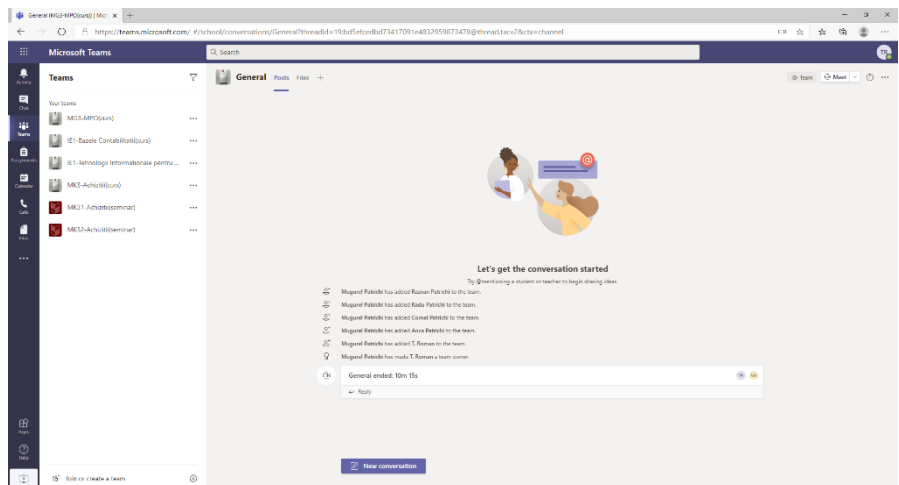 General (MG3-MPO(curs)) | Micr
https://teams.microsoft.com/_#/school/conversations/General?threadId=19:bd5efcedbd73417091e4832959873478@thread.tacv2&ctx=channel
Microsoft Teams
Search
TR
Activity
Chat
Teams
Assignments
Calendar
Calls
Files
Teams
Your teams
MG3-MPO(curs)
IE1-Bazele Contabilitatii(curs)
IE1-Tehnologii Informationale pentru ...
MK3-Achizitii(curs)
MK31-Achizitii(seminar)
MK32-Achizitii(seminar)
Apps
Help
Join or create a team
General Posts Files
Team Meet
Let's get the conversation started
Try @mentioning a student or teacher to begin sharing ideas.
Mugurel Patrichi has added Razvan Patrichi to the team.
Mugurel Patrichi has added Radu Patrichi to the team.
Mugurel Patrichi has added Cornel Patrichi to the team.
Mugurel Patrichi has added Anca Patrichi to the team.
Mugurel Patrichi has added T. Roman to the team.
Mugurel Patrichi has made T. Roman a team owner.
General ended: 10m 15s
Reply
New conversation